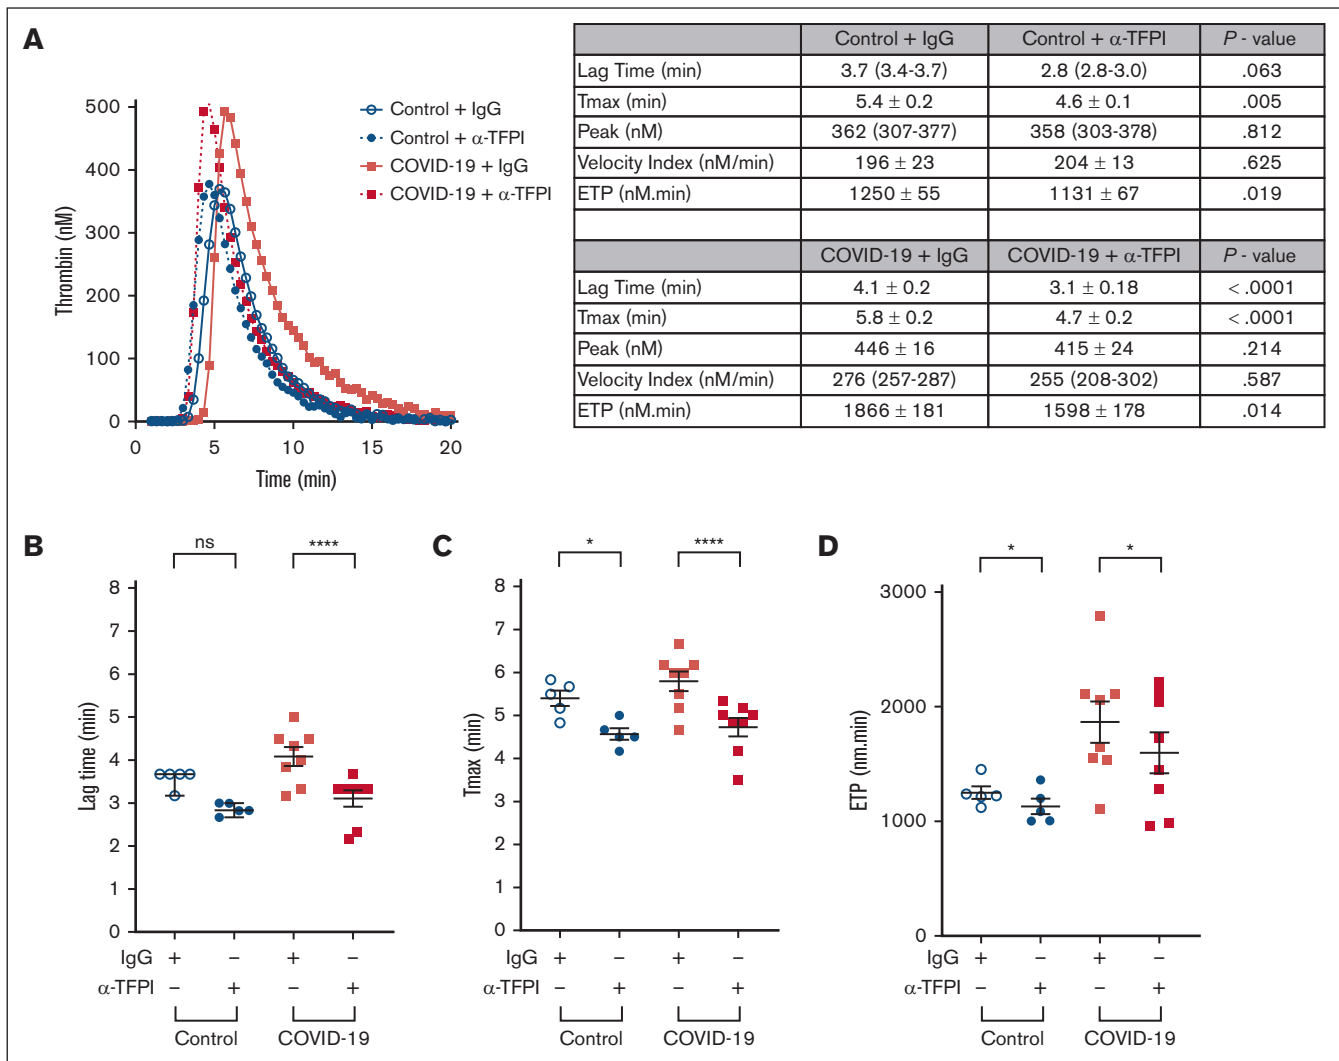 A
Thrombin (nM)
500
400
300
200
100
0
0 5 10 15 20
Time (min)
Control + IgG
Control + α-TFPI
COVID-19 + IgG
COVID-19 + α-TFPI
Control + IgG Control + α-TFPI P - value
Lag Time (min) 3.7 (3.4-3.7) 2.8 (2.8-3.0) .063
Tmax (min) 5.4 ± 0.2 4.6 ± 0.1 .005
Peak (nM) 362 (307-377) 358 (303-378) .812
Velocity Index (nM/min) 196 ± 23 204 ± 13 .625
ETP (nM.min) 1250 ± 55 1131 ± 67 .019
COVID-19 + IgG COVID-19 + α-TFPI P - value
Lag Time (min) 4.1 ± 0.2 3.1 ± 0.18 < .0001
Tmax (min) 5.8 ± 0.2 4.7 ± 0.2 < .0001
Peak (nM) 446 ± 16 415 ± 24 .214
Velocity Index (nM/min) 276 (257-287) 255 (208-302) .587
ETP (nM.min) 1866 ± 181 1598 ± 178 .014
B
ns ****
Lag time (min)
8
7
6
5
4
3
2
1
0
IgG + – + –
α-TFPI – + – +
Control COVID-19
C
* ****
Tmax (min)
8
7
6
5
4
3
2
1
0
+ – + –
– + – +
Control COVID-19
D
* *
ETP (nm.min)
3000
2000
1000
0
IgG + – + –
α-TFPI – + – +
Control COVID-19